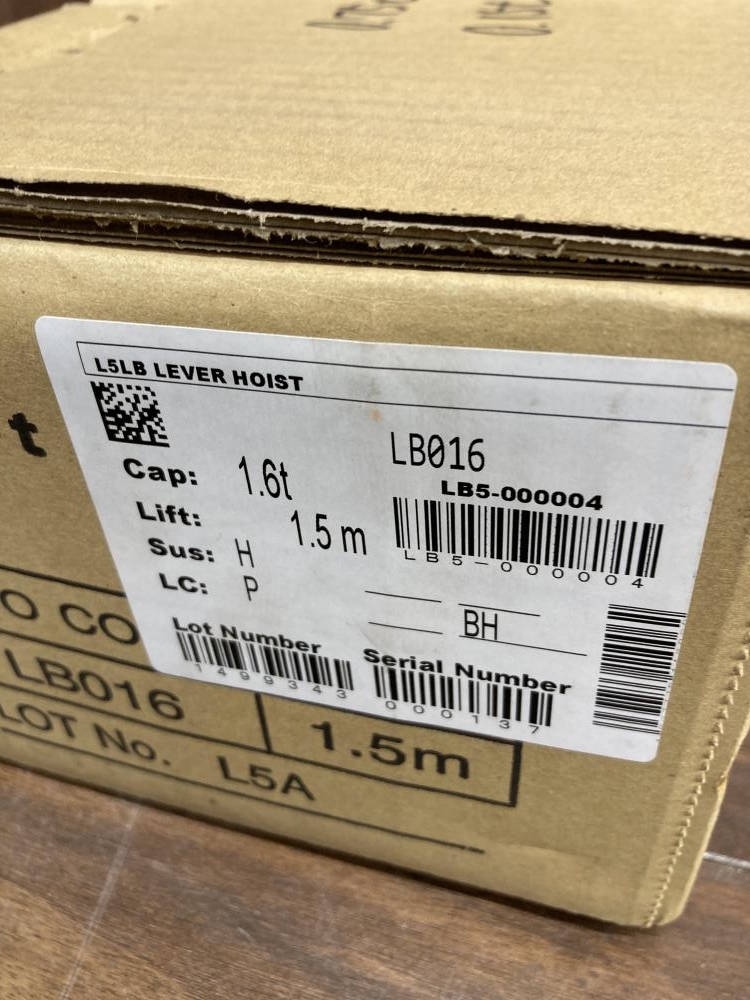 L5LB LEVER HOIST
LB016
Cap: 1.6t
LB5-000004
Lift: 1.5 m
LB5-000004
Sus: H
LC: P
BH
Lot Number
1499343
Serial Number
000137
t
O CO
LB016
1.5m
LOT No. L5A